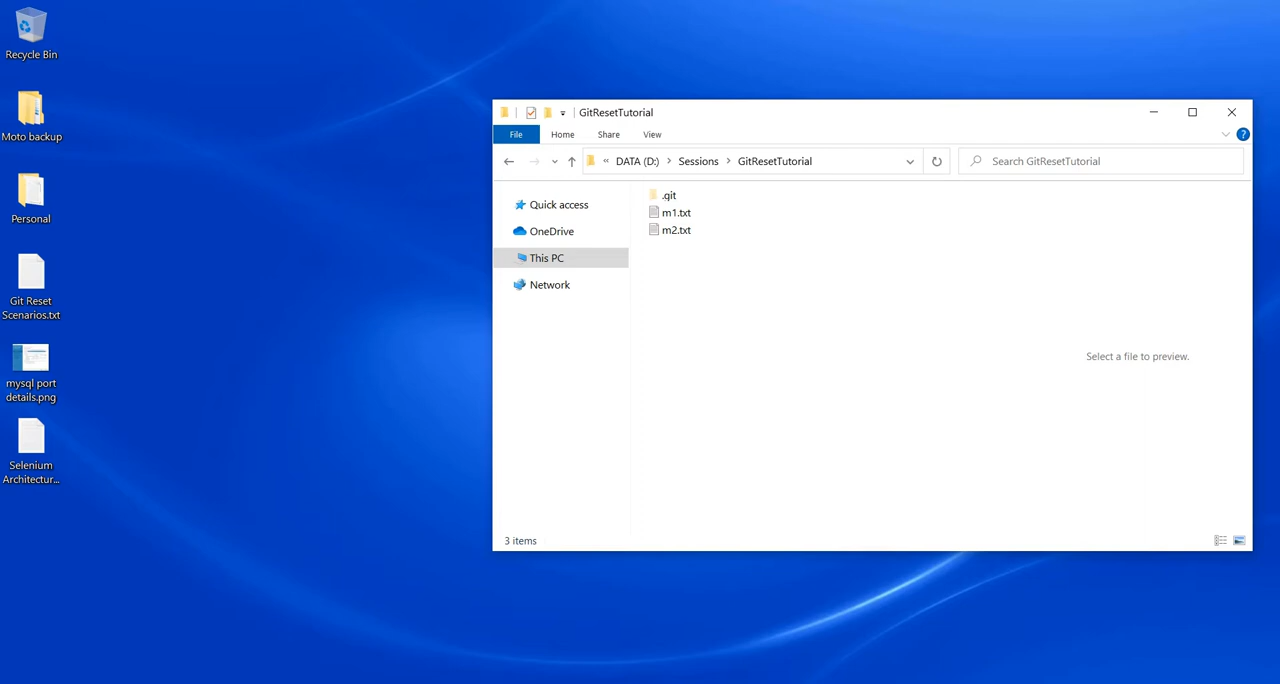 Recycle Bin
Moto backup
Personal
Git Reset
Scenarios.txt
mysql port
details.png
Selenium
Architectur...
GitResetTutorial
File
Home
Share
View
?
« DATA (D:) > Sessions > GitResetTutorial
Search GitResetTutorial
Quick access
OneDrive
This PC
Network
.git
m1.txt
m2.txt
Select a file to preview.
3 items